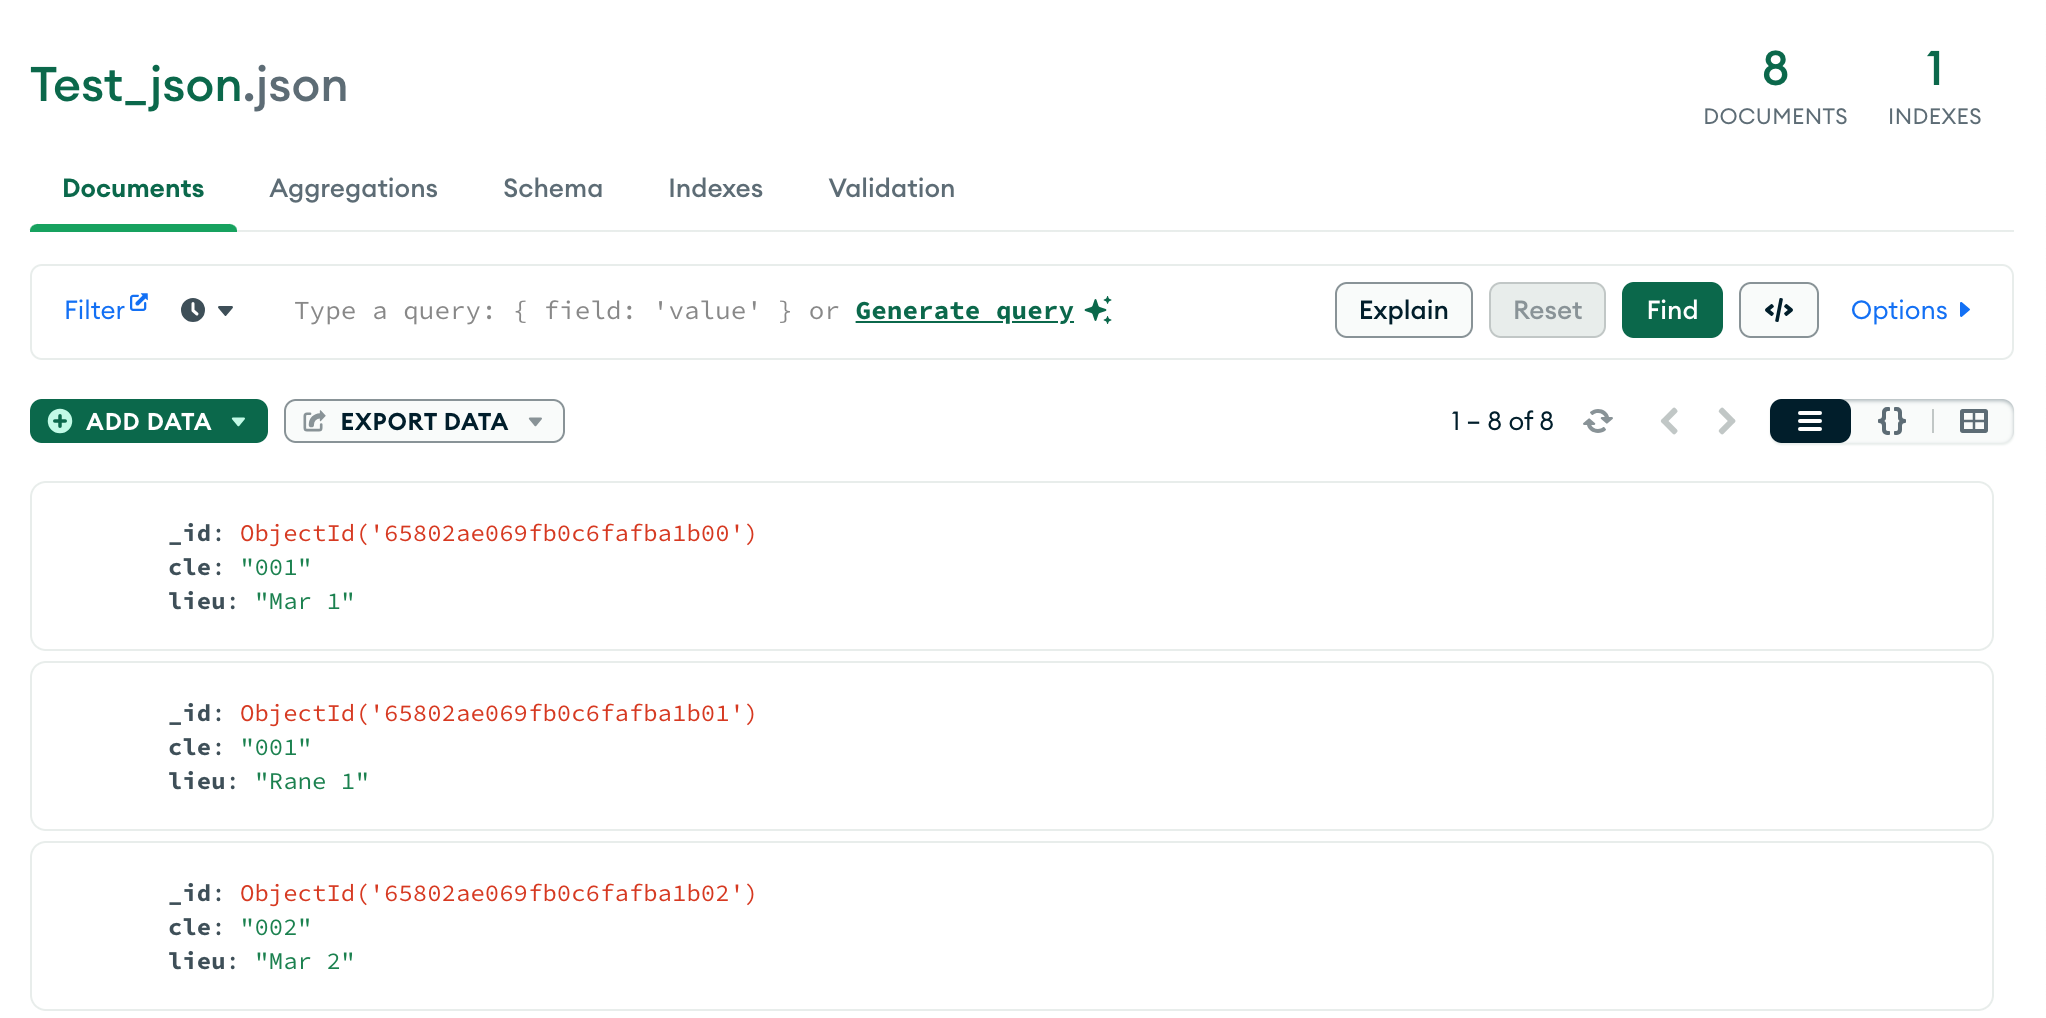 Test_json.json
8
DOCUMENTS
1
INDEXES
Documents Aggregations Schema Indexes Validation
Filter Type a query: { field: 'value' } or Generate query Explain Reset Find </> Options
ADD DATA EXPORT DATA 1 – 8 of 8 {}
_id: ObjectId('65802ae069fb0c6fafba1b00')
cle: "001"
lieu: "Mar 1"
_id: ObjectId('65802ae069fb0c6fafba1b01')
cle: "001"
lieu: "Rane 1"
_id: ObjectId('65802ae069fb0c6fafba1b02')
cle: "002"
lieu: "Mar 2"